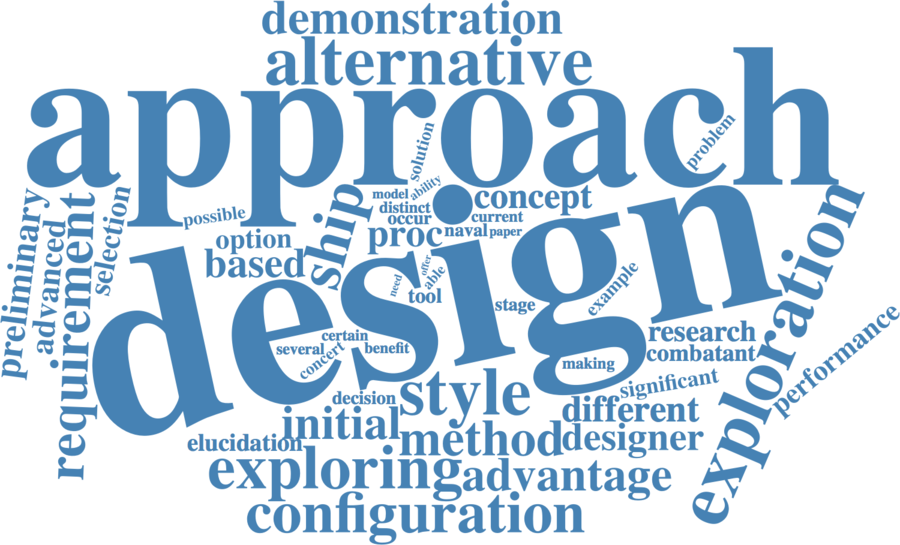 demonstration
alternative
approach
problem
solution
ability
model
distinct
occur
concept
current
naval
paper
proc
ship
possible
option
based
preliminary
advanced
requirement
selection
design
need
offer
able
tool
stage
example
exploration
performance
research
combatant
making
significant
certain
several
concert
benefit
decision
style
different
initial
method
designer
elucidation
exploring
advantage
configuration